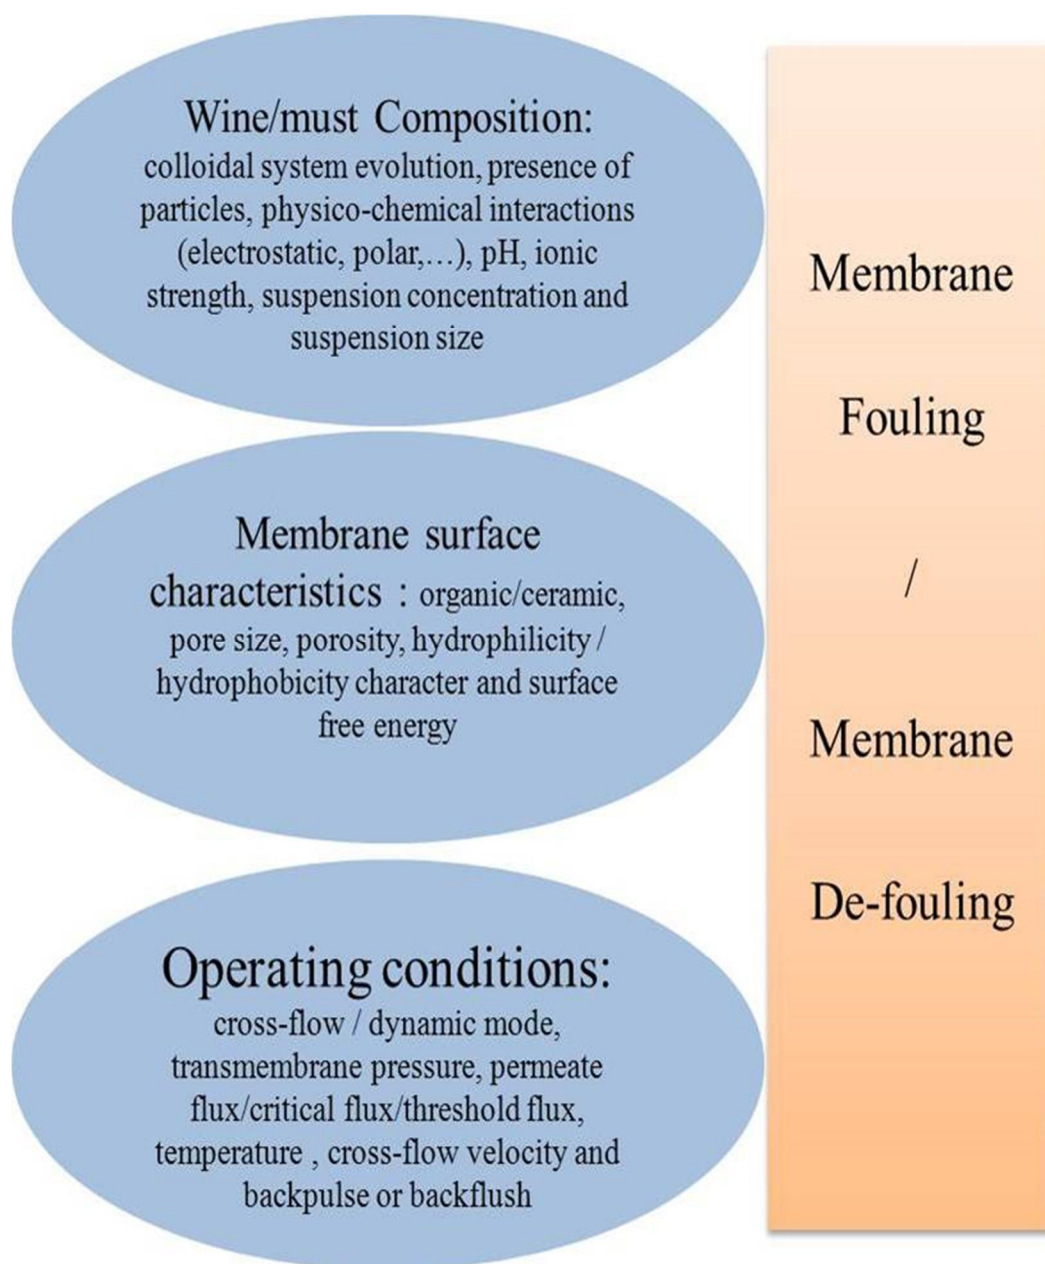 Wine/must Composition:
colloidal system evolution, presence of
particles, physico-chemical interactions
(electrostatic, polar,…), pH, ionic
strength, suspension concentration and
suspension size
Membrane surface
characteristics : organic/ceramic,
pore size, porosity, hydrophilicity /
hydrophobicity character and surface
free energy
Operating conditions:
cross-flow / dynamic mode,
transmembrane pressure, permeate
flux/critical flux/threshold flux,
temperature , cross-flow velocity and
backpulse or backflush
Membrane
Fouling
/
Membrane
De-fouling